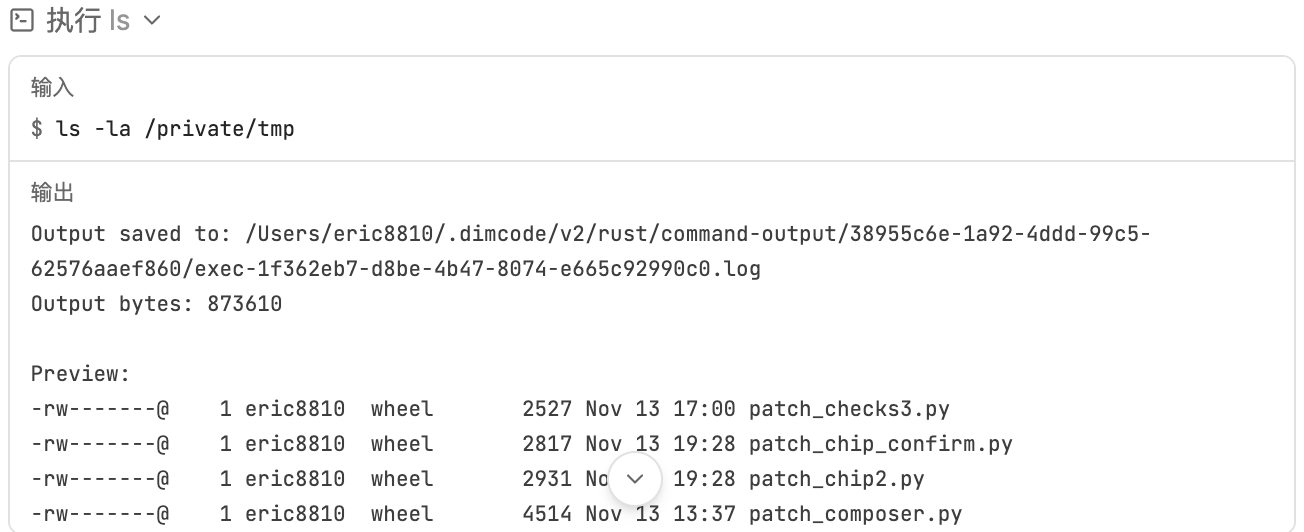 执行 ls
输入
$ ls -la /private/tmp
输出
Output saved to: /Users/eric8810/.dimcode/v2/rust/command-output/38955c6e-1a92-4ddd-99c5-
62576aaef860/exec-1f362eb7-d8be-4b47-8074-e665c92990c0.log
Output bytes: 873610
Preview:
-rw-------@    1 eric8810  wheel       2527 Nov 13 17:00 patch_checks3.py
-rw-------@    1 eric8810  wheel       2817 Nov 13 19:28 patch_chip_confirm.py
-rw-------@    1 eric8810  wheel       2931 No 19:28 patch_chip2.py
-rw-------@    1 eric8810  wheel       4514 Nov 13 13:37 patch_composer.py